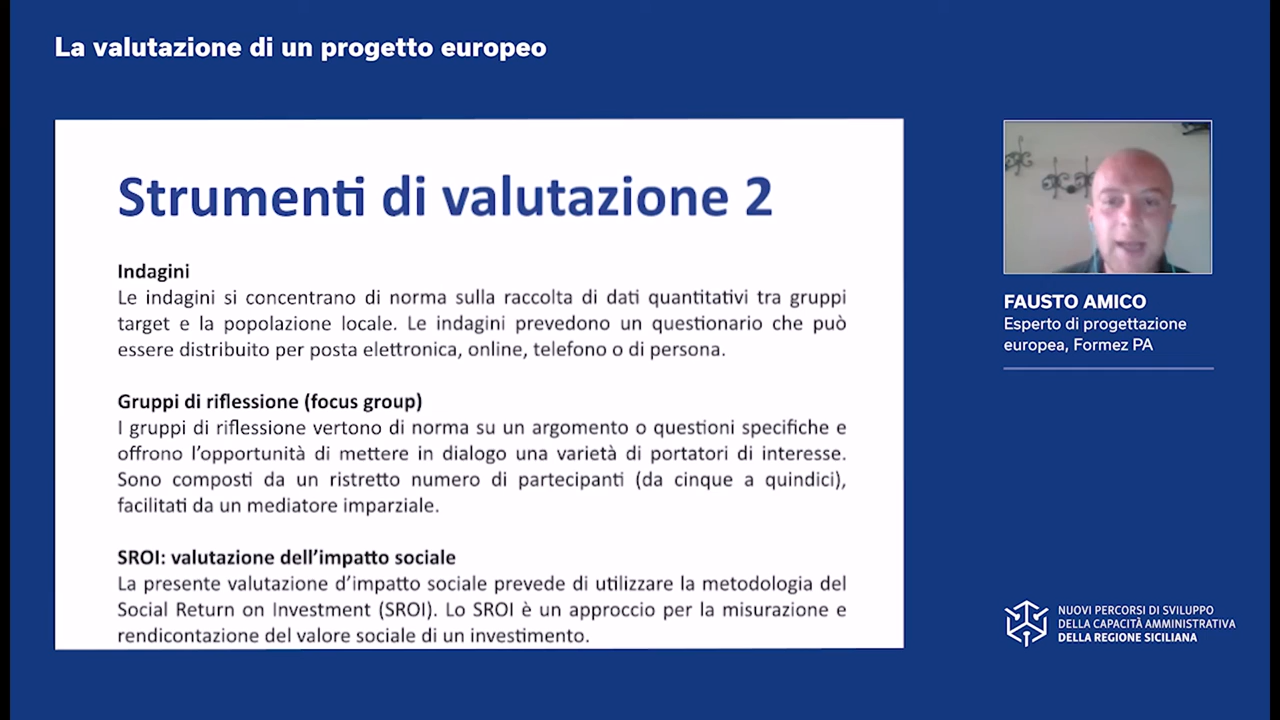 La valutazione di un progetto europeo
Strumenti di valutazione 2
Indagini
Le indagini si concentrano di norma sulla raccolta di dati quantitativi tra gruppi
target e la popolazione locale. Le indagini prevedono un questionario che può
essere distribuito per posta elettronica, online, telefono o di persona.
Gruppi di riflessione (focus group)
I gruppi di riflessione vertono di norma su un argomento o questioni specifiche e
offrono l’opportunità di mettere in dialogo una varietà di portatori di interesse.
Sono composti da un ristretto numero di partecipanti (da cinque a quindici),
facilitati da un mediatore imparziale.
SROI: valutazione dell’impatto sociale
La presente valutazione d’impatto sociale prevede di utilizzare la metodologia del
Social Return on Investment (SROI). Lo SROI è un approccio per la misurazione e
rendicontazione del valore sociale di un investimento.
FAUSTO AMICO
Esperto di progettazione
europea, Formez PA
NUOVI PERCORSI DI SVILUPPO
DELLA CAPACITÀ AMMINISTRATIVA
DELLA REGIONE SICILIANA